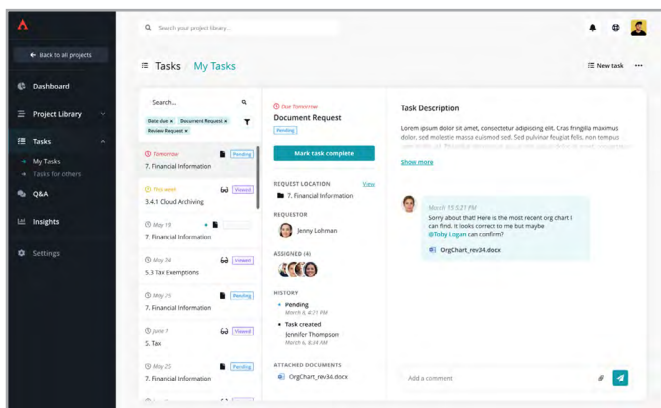 Search your project library...
← Back to all projects
Dashboard
Project Library
Tasks
My Tasks
Tasks for others
Q&A
Insights
Settings
Tasks / My Tasks
New task
Search...
Date due × Document Request ×
Review Request ×
Tomorrow Pending
7. Financial Information
This week Viewed
3.4.1 Cloud Archiving
May 19
7. Financial Information
May 24 Viewed
5.3 Tax Exemptions
May 25 Pending
7. Financial Information
June 1 Viewed
5. Tax
May 25 Pending
7. Financial Information
Due Tomorrow
Document Request
Pending
Mark task complete
REQUEST LOCATION View
7. Financial Information
REQUESTOR
Jenny Lohman
ASSIGNED (4)
HISTORY
Pending
March 9, 4:21 PM
Task created
Jennifer Thompson
March 6, 8:34 AM
ATTACHED DOCUMENTS
OrgChart_rev34.docx
Task Description
Lorem ipsum dolor sit amet, consectetur adipiscing elit. Cras fringilla maximus
dolor, sed molestie massa euismod sed. Sed pulvinar feugiat felis, non tempus
Show more
March 15 5:21 PM
Sorry about that! Here is the most recent org chart I
can find. It looks correct to me but maybe
@Toby Logan can confirm?
OrgChart_rev34.docx
Add a comment